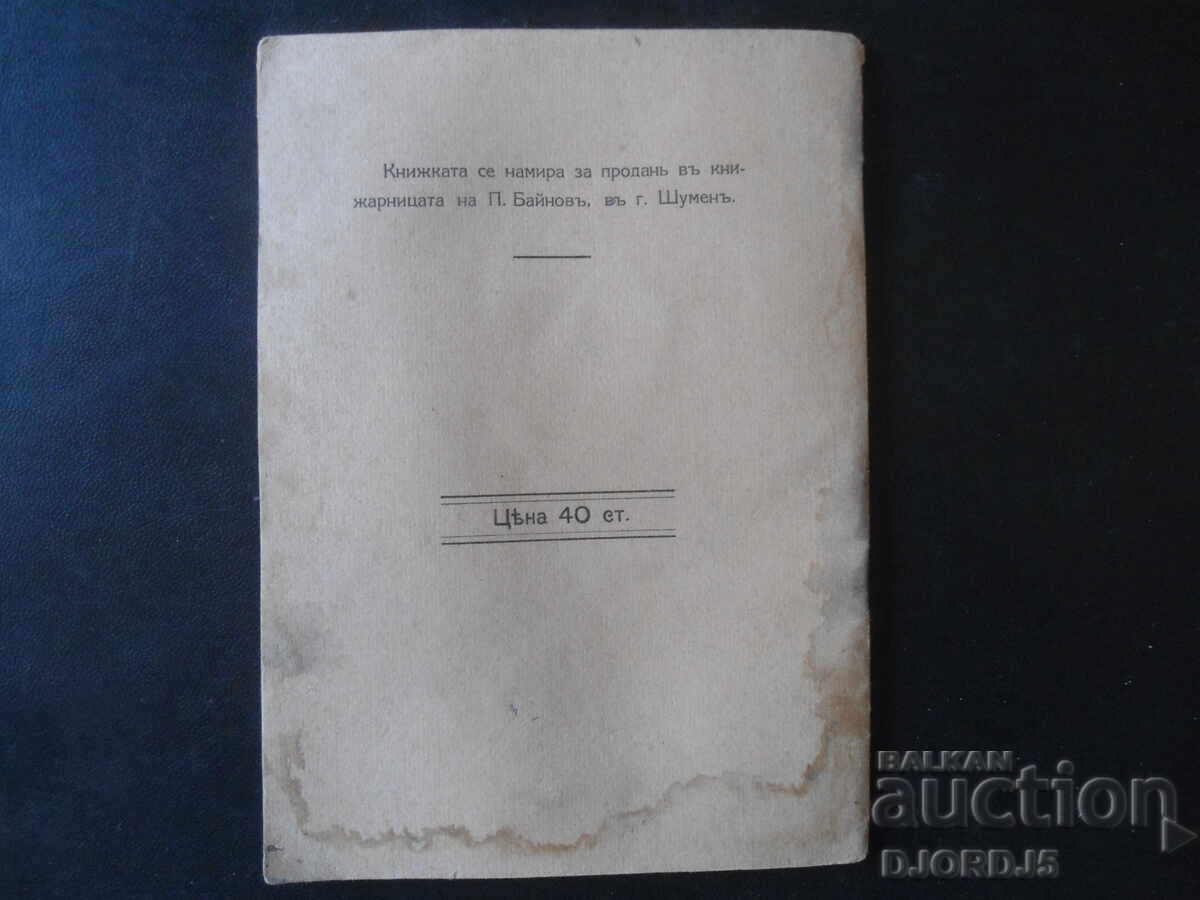 Книжката се намира за продань въ кни-
жарницата на П. Байновъ, въ г. Шуменъ.
Цѣна 40 ст.
BALKAN
auction
DJORDJ5